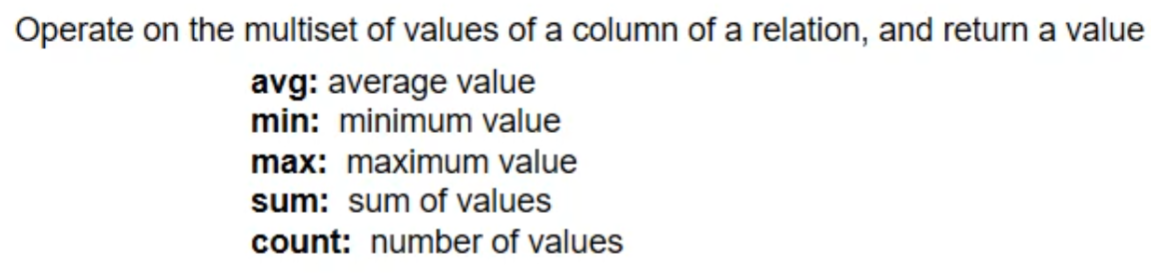 Operate on the multiset of values of a column of a relation, and return a value
avg: average value
min: minimum value
max: maximum value
sum: sum of values
count: number of values